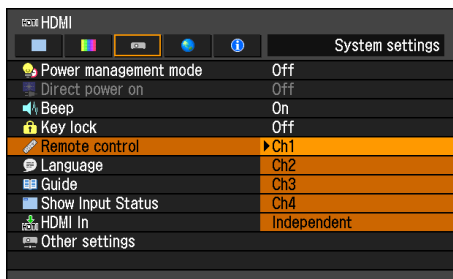 HDMI
System settings
Power management mode Off
Direct power on Off
Beep On
Key lock Off
Remote control Ch1
Language Ch2
Guide Ch3
Show Input Status Ch4
HDMI In Independent
Other settings